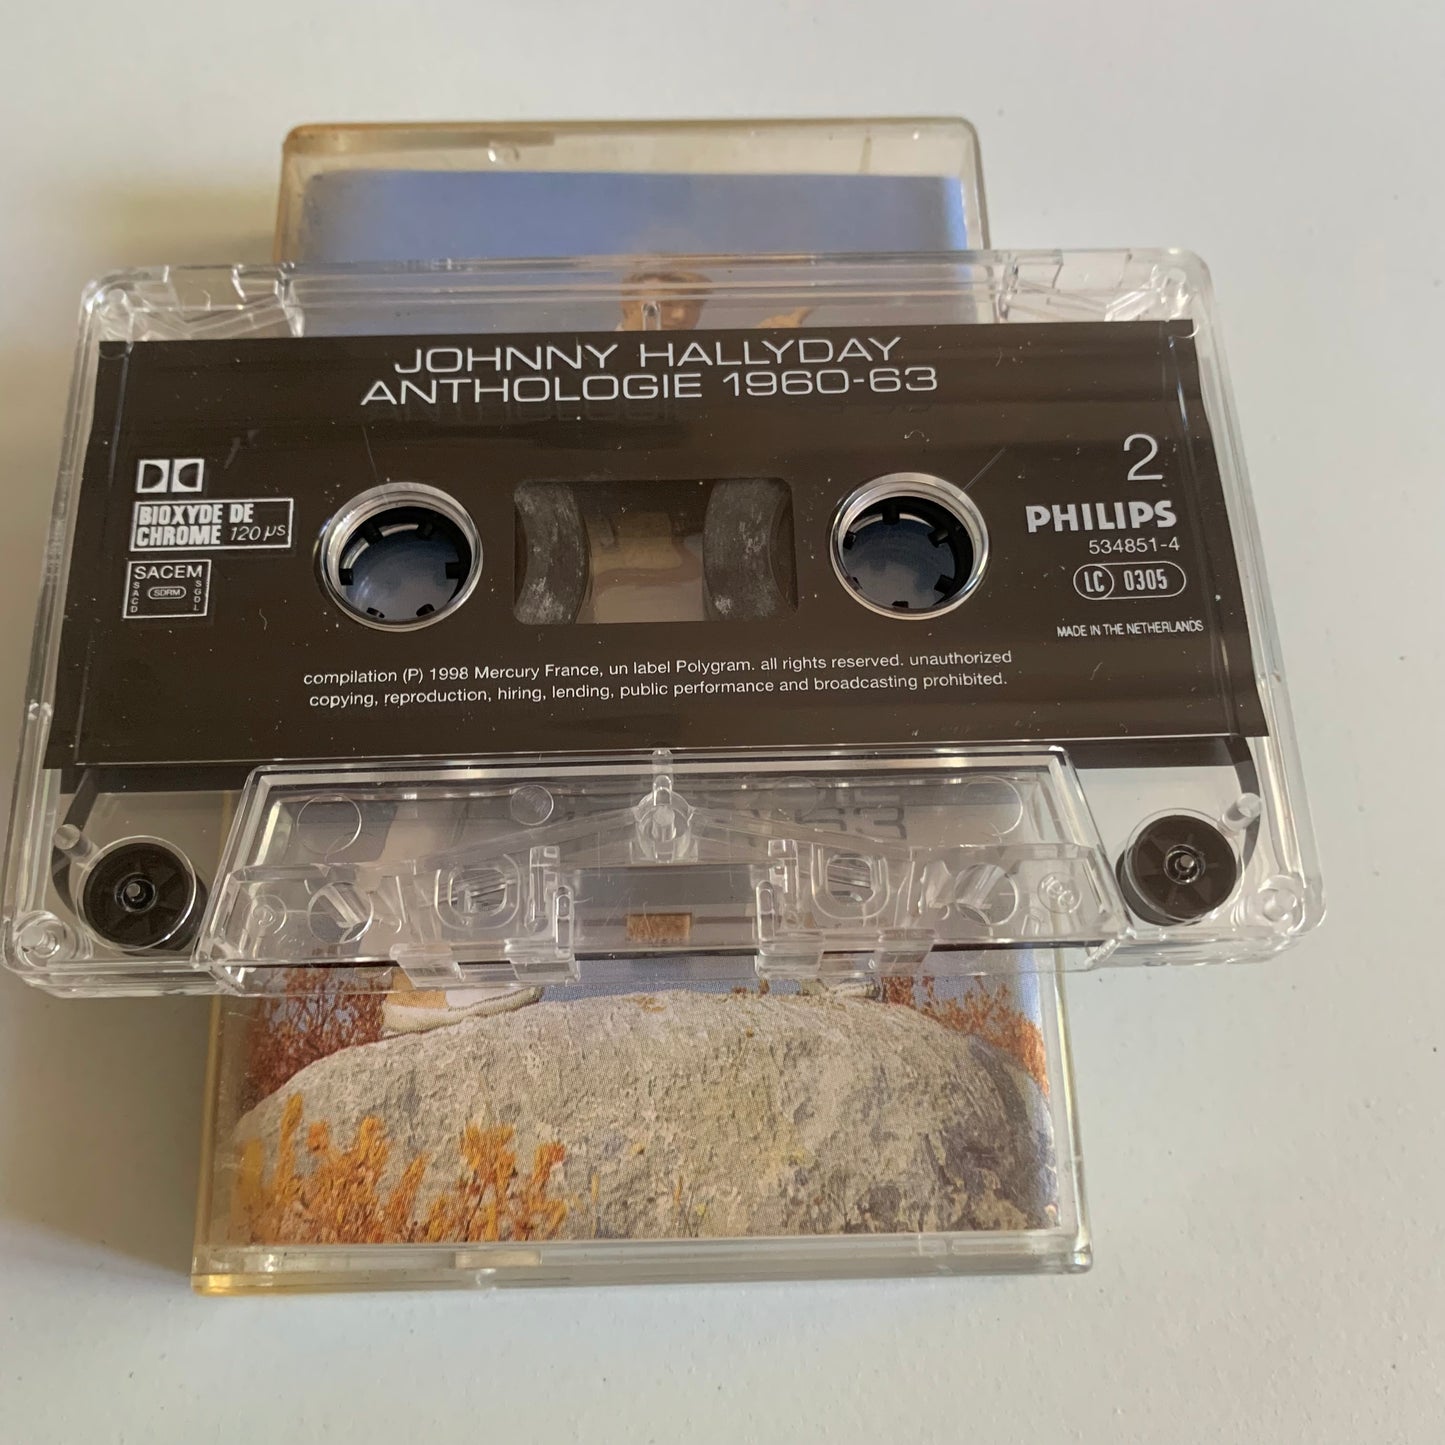 JOHNNY HALLYDAY
ANTHOLOGIE 1960-63
2
BIOXYDE DE
CHROME 120 µs
PHILIPS
534851-4
LC 0305
SACEM
SACD SDRM SGDL
MADE IN THE NETHERLANDS
compilation (P) 1998 Mercury France, un label Polygram. all rights reserved. unauthorized
copying, reproduction, hiring, lending, public performance and broadcasting prohibited.